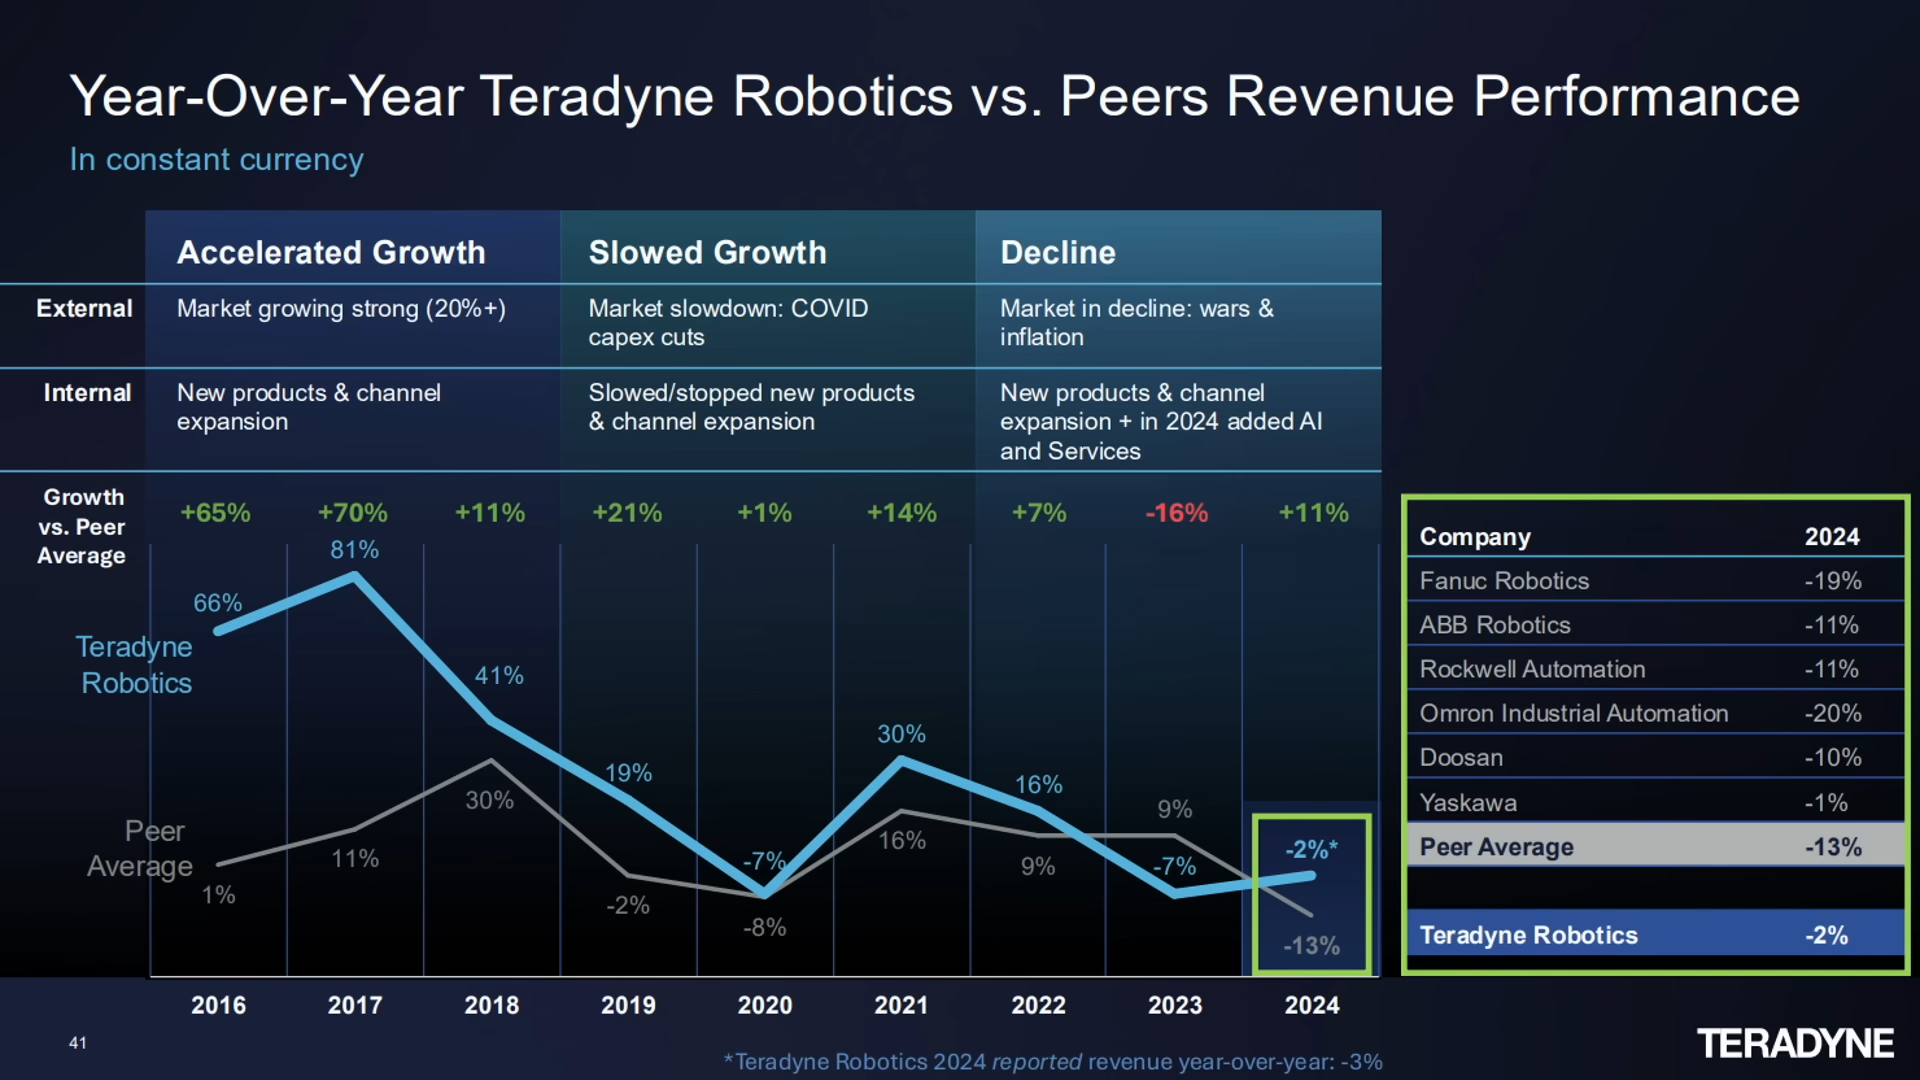 Year-Over-Year Teradyne Robotics vs. Peers Revenue Performance
In constant currency
Accelerated Growth
Slowed Growth
Decline
External
Market growing strong (20%+)
Market slowdown: COVID
capex cuts
Market in decline: wars &
inflation
Internal
New products & channel
expansion
Slowed/stopped new products
& channel expansion
New products & channel
expansion + in 2024 added AI
and Services
Growth
vs. Peer
Average
+65%
+70%
+11%
+21%
+1%
+14%
+7%
-16%
+11%
Teradyne
Robotics
66%
81%
41%
19%
-7%
30%
16%
-7%
-2%*
Peer
Average
1%
11%
30%
-2%
-8%
16%
9%
9%
-13%
2016
2017
2018
2019
2020
2021
2022
2023
2024
Company 2024
Fanuc Robotics -19%
ABB Robotics -11%
Rockwell Automation -11%
Omron Industrial Automation -20%
Doosan -10%
Yaskawa -1%
Peer Average -13%
Teradyne Robotics -2%
41
*Teradyne Robotics 2024 reported revenue year-over-year: -3%
TERADYNE